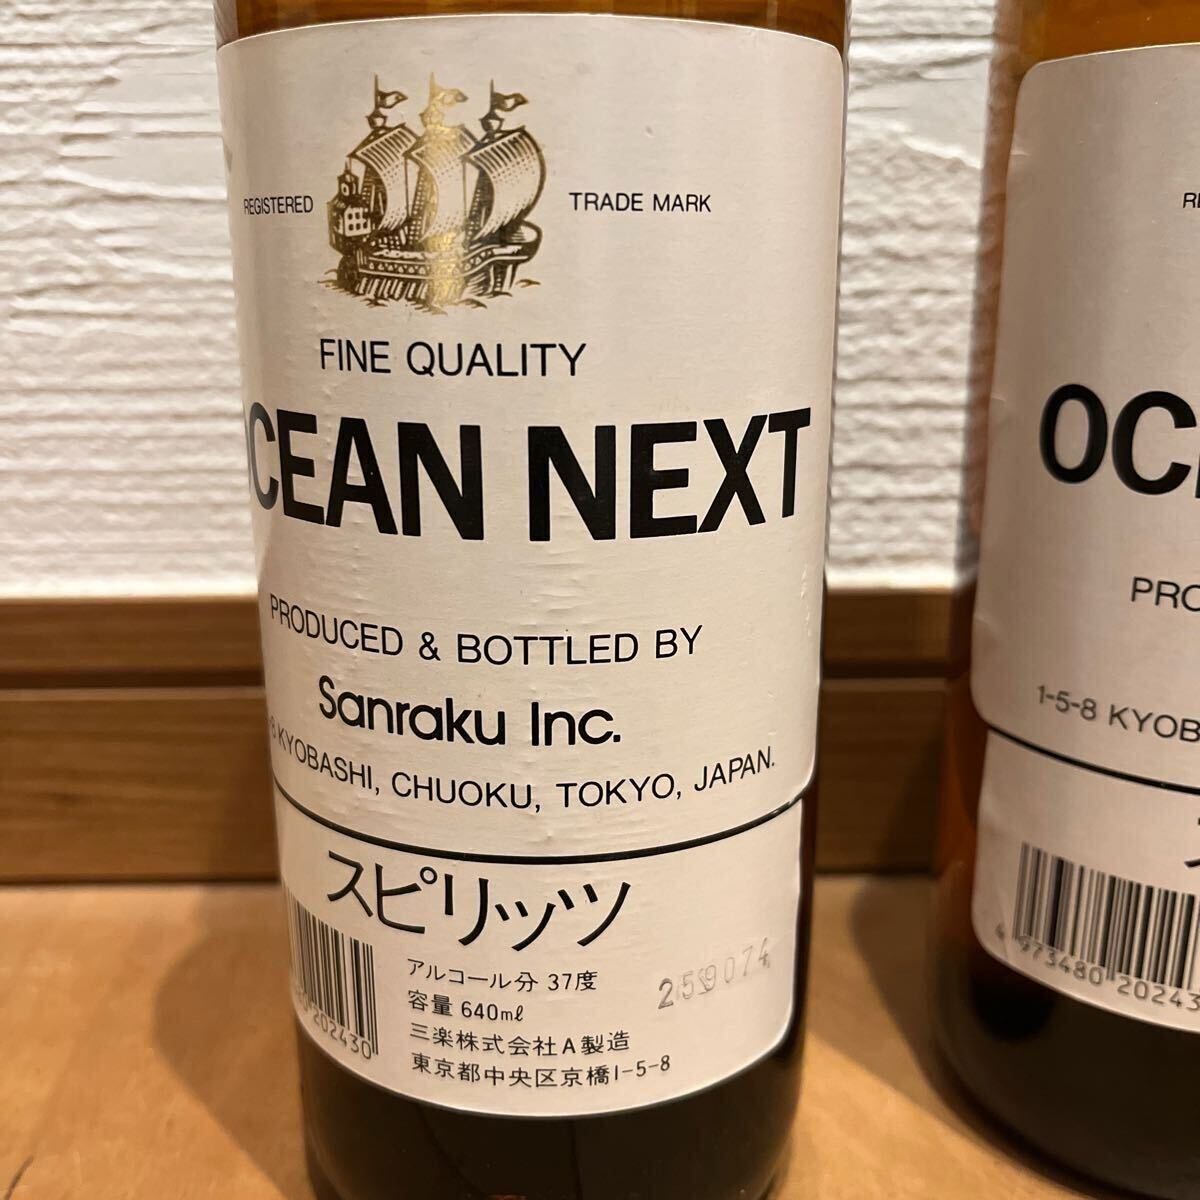 REGISTERED TRADE MARK
FINE QUALITY
OCEAN NEXT
PRODUCED & BOTTLED BY
Sanraku Inc.
KYOBASHI, CHUOKU, TOKYO, JAPAN.
スピリッツ
アルコール分 37度
容量 640ml
三楽株式会社A製造
東京都中央区京橋1-5-8
202430
1-5-8 KYOB
4 973480 20243